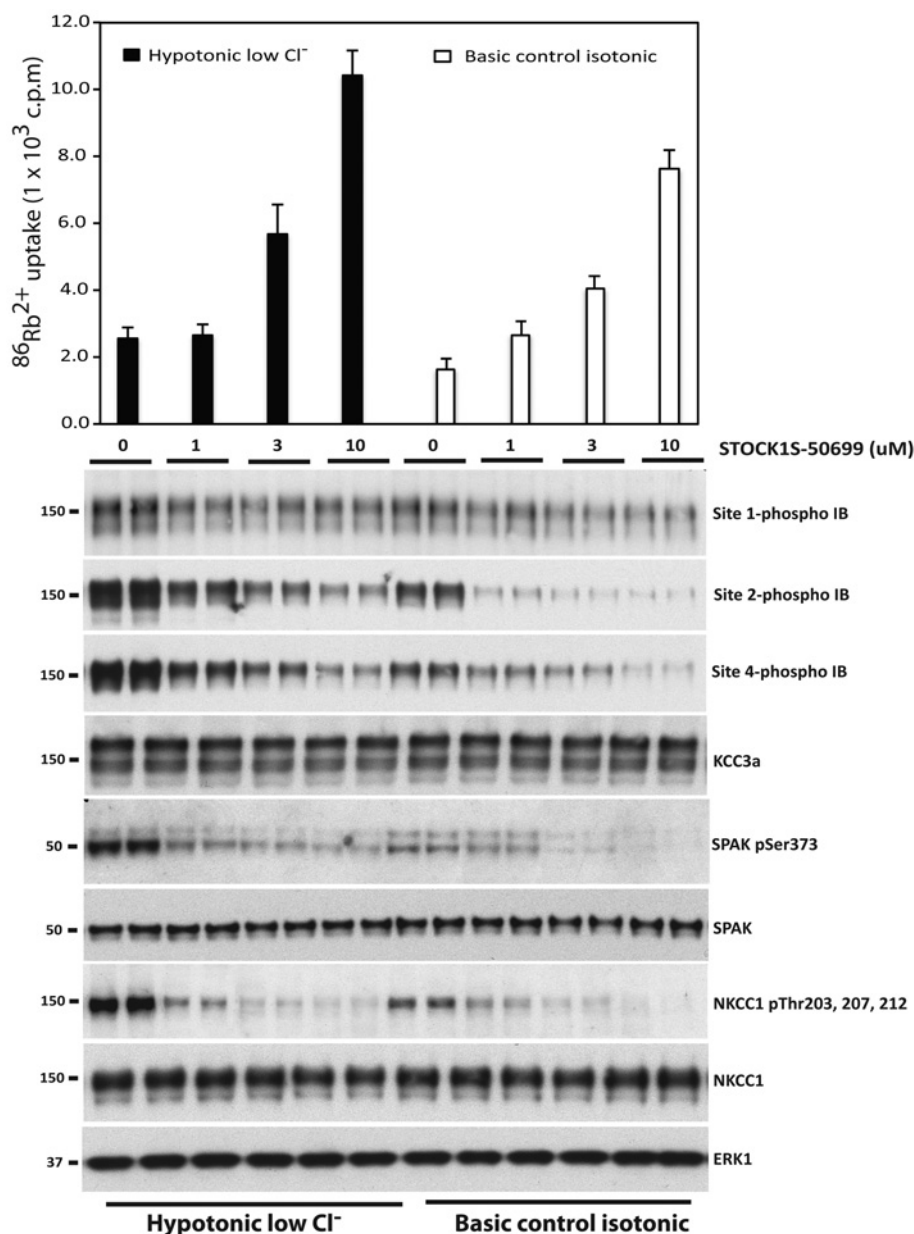 12.0
10.0
8.0
6.0
4.0
2.0
0.0
86Rb2+ uptake (1 x 10^3 c.p.m)
Hypotonic low Cl⁻
Basic control isotonic
0 1 3 10 0 1 3 10 STOCK1S-50699 (uM)
150 Site 1-phospho IB
150 Site 2-phospho IB
150 Site 4-phospho IB
150 KCC3a
50 SPAK pSer373
50 SPAK
150 NKCC1 pThr203, 207, 212
150 NKCC1
37 ERK1
Hypotonic low Cl⁻ Basic control isotonic